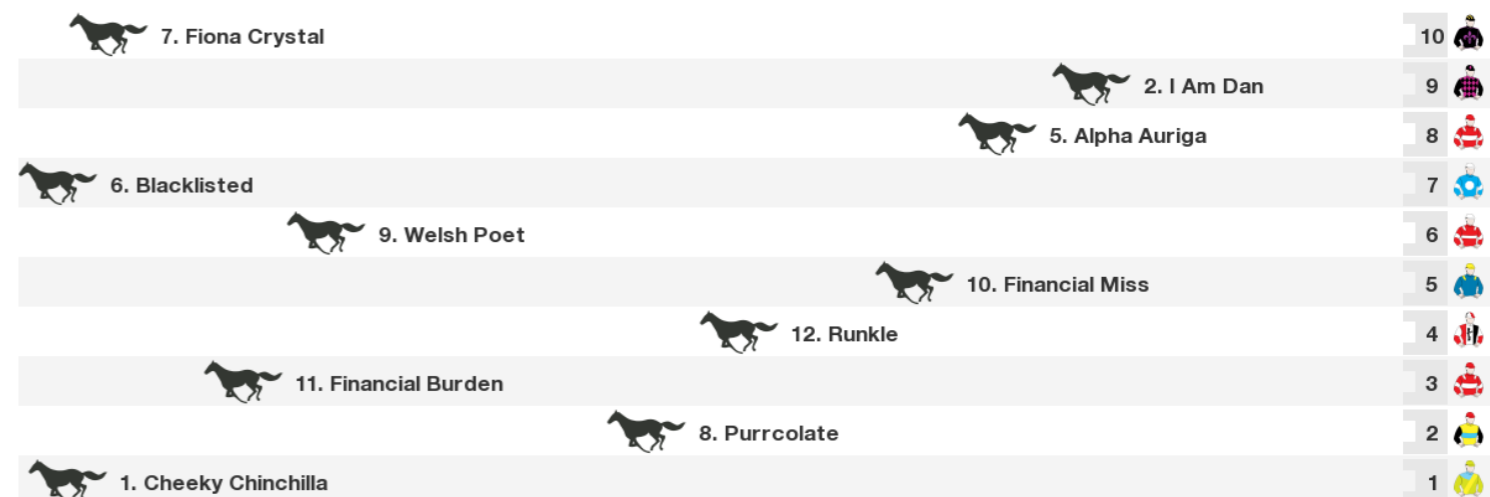 7. Fiona Crystal 10
2. I Am Dan 9
5. Alpha Auriga 8
6. Blacklisted 7
9. Welsh Poet 6
10. Financial Miss 5
12. Runkle 4
11. Financial Burden 3
8. Purrcolate 2
1. Cheeky Chinchilla 1